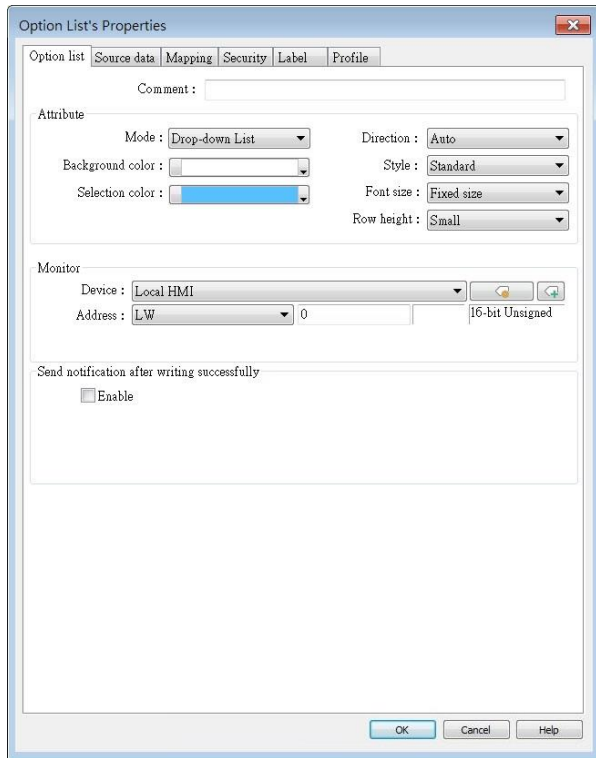 Option List's Properties
Option list Source data Mapping Security Label Profile
Comment :
Attribute
Mode : Drop-down List Direction : Auto
Background color : Style : Standard
Selection color : Font size : Fixed size
Row height : Small
Monitor
Device : Local HMI
Address : LW 0 16-bit Unsigned
Send notification after writing successfully
Enable
OK Cancel Help